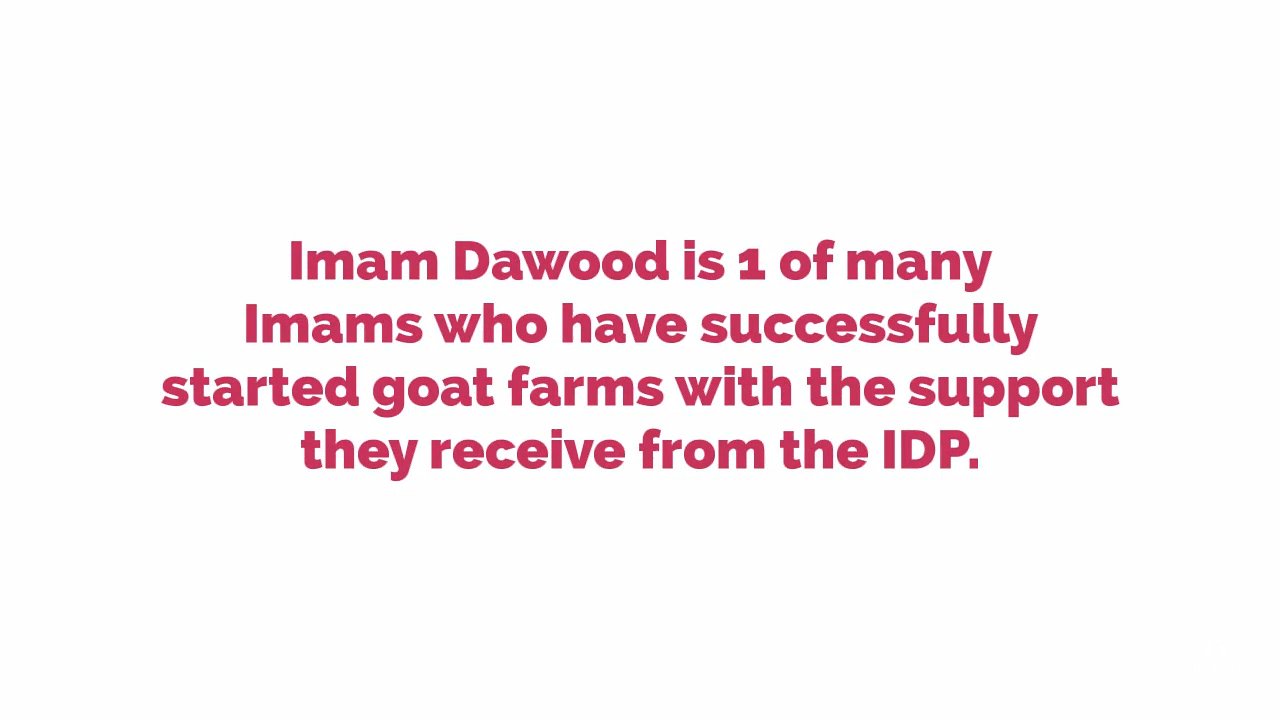 Imam Dawood is 1 of many
Imams who have successfully
started goat farms with the support
they receive from the IDP.